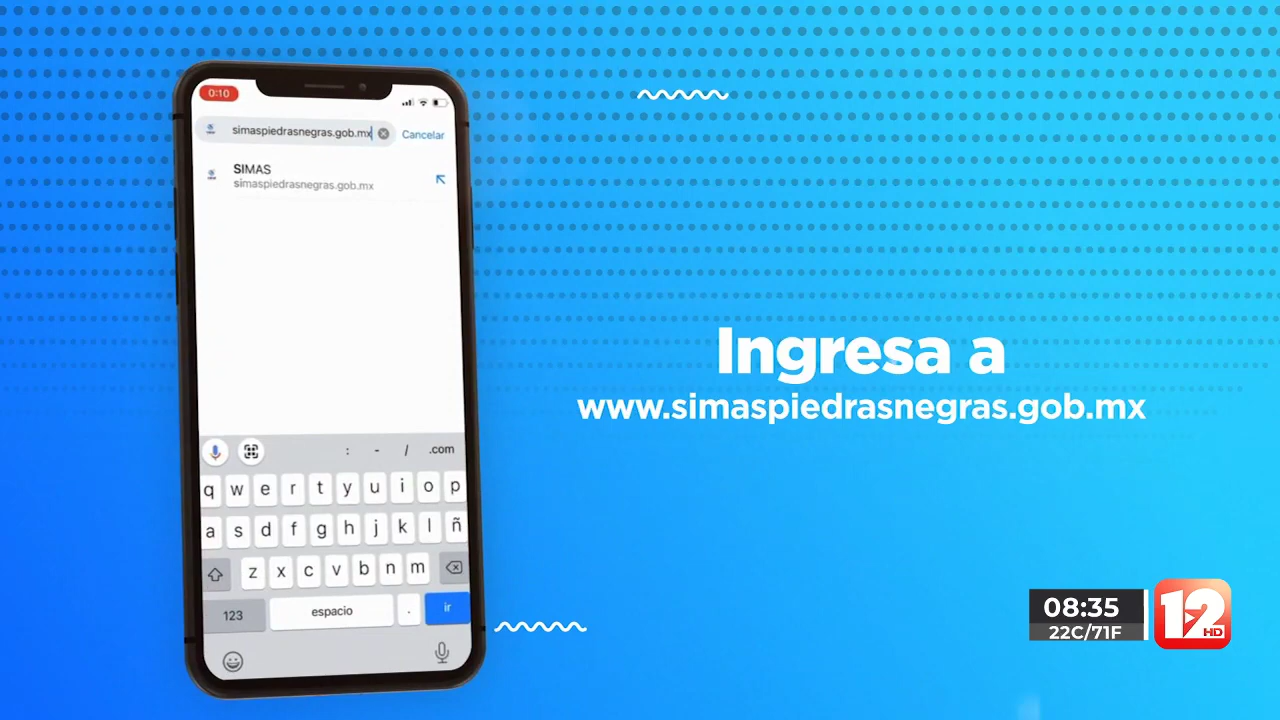 0:10
simaspiedrasnegras.gob.mx
Cancelar
SIMAS
simaspiedrasnegras.gob.mx
Ingresa a
www.simaspiedrasnegras.gob.mx
: - / .com
q w e r t y u i o p
a s d f g h j k l ñ
z x c v b n m
123 espacio . ir
08:35
22C/71F
12
HD